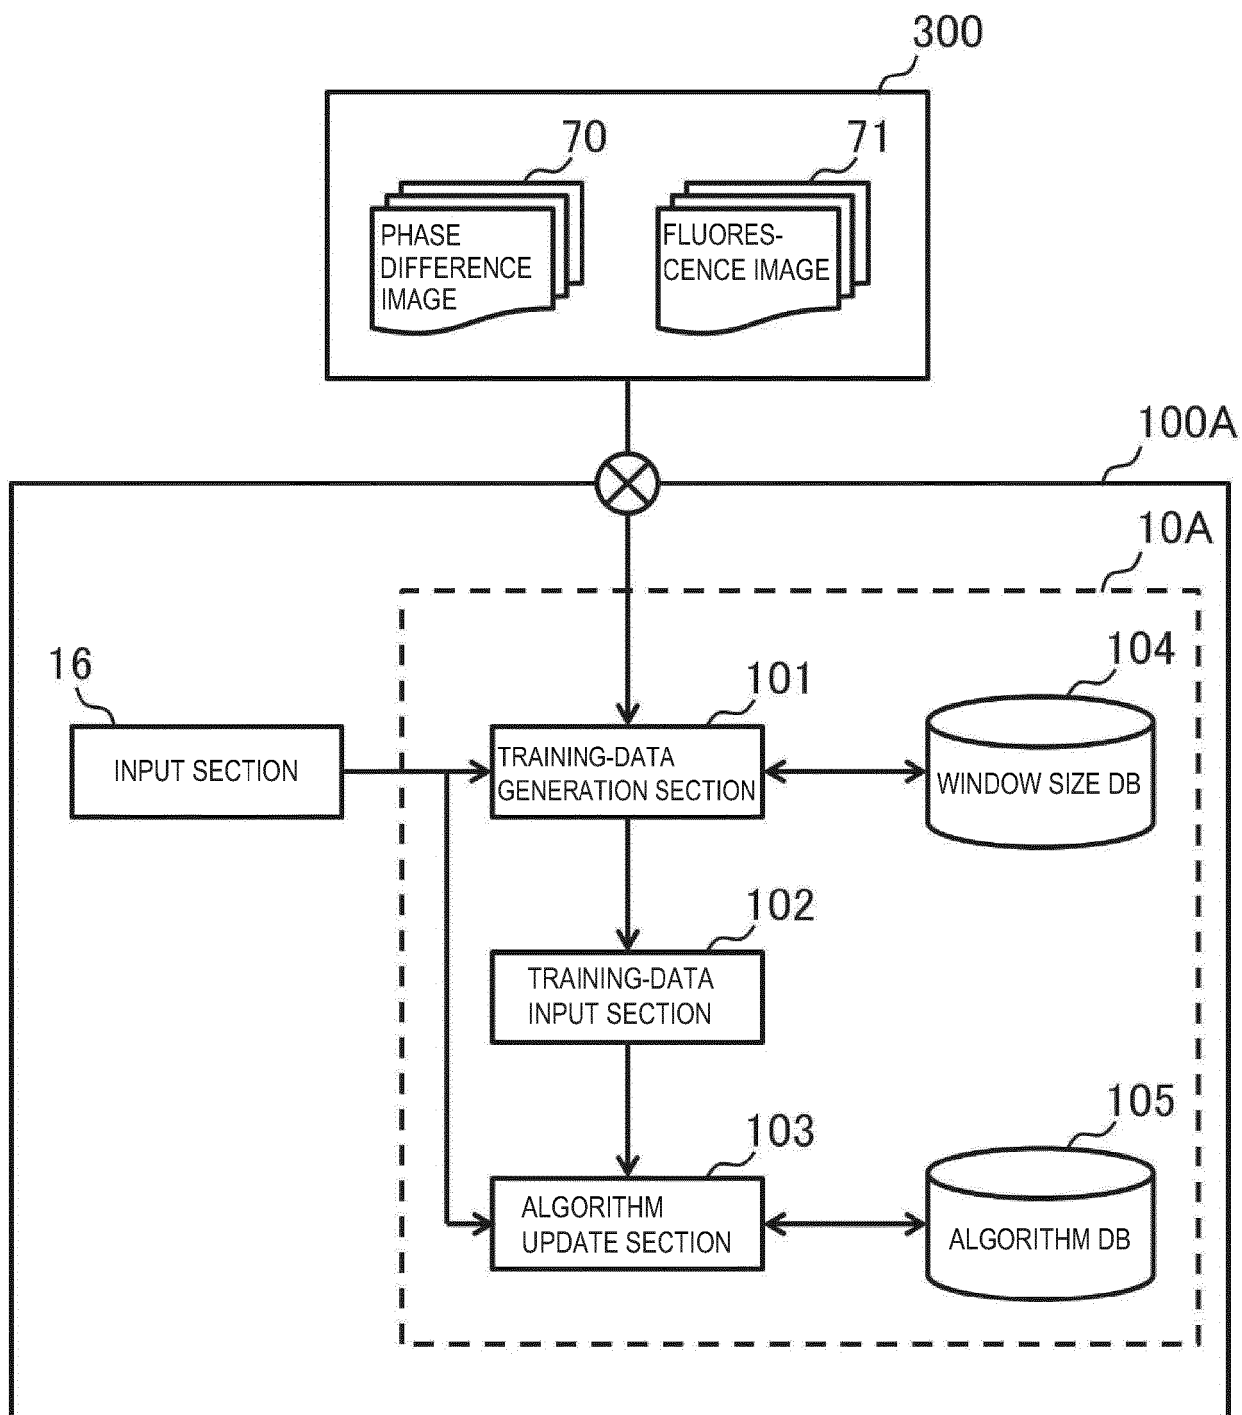 300
70
71
PHASE
DIFFERENCE
IMAGE
FLUORES-
CENCE IMAGE
100A
10A
16
INPUT SECTION
101
TRAINING-DATA
GENERATION SECTION
104
WINDOW SIZE DB
102
TRAINING-DATA
INPUT SECTION
103
ALGORITHM
UPDATE SECTION
105
ALGORITHM DB